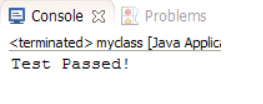 Console Problems
<terminated> myclass [Java Applica
Test Passed!